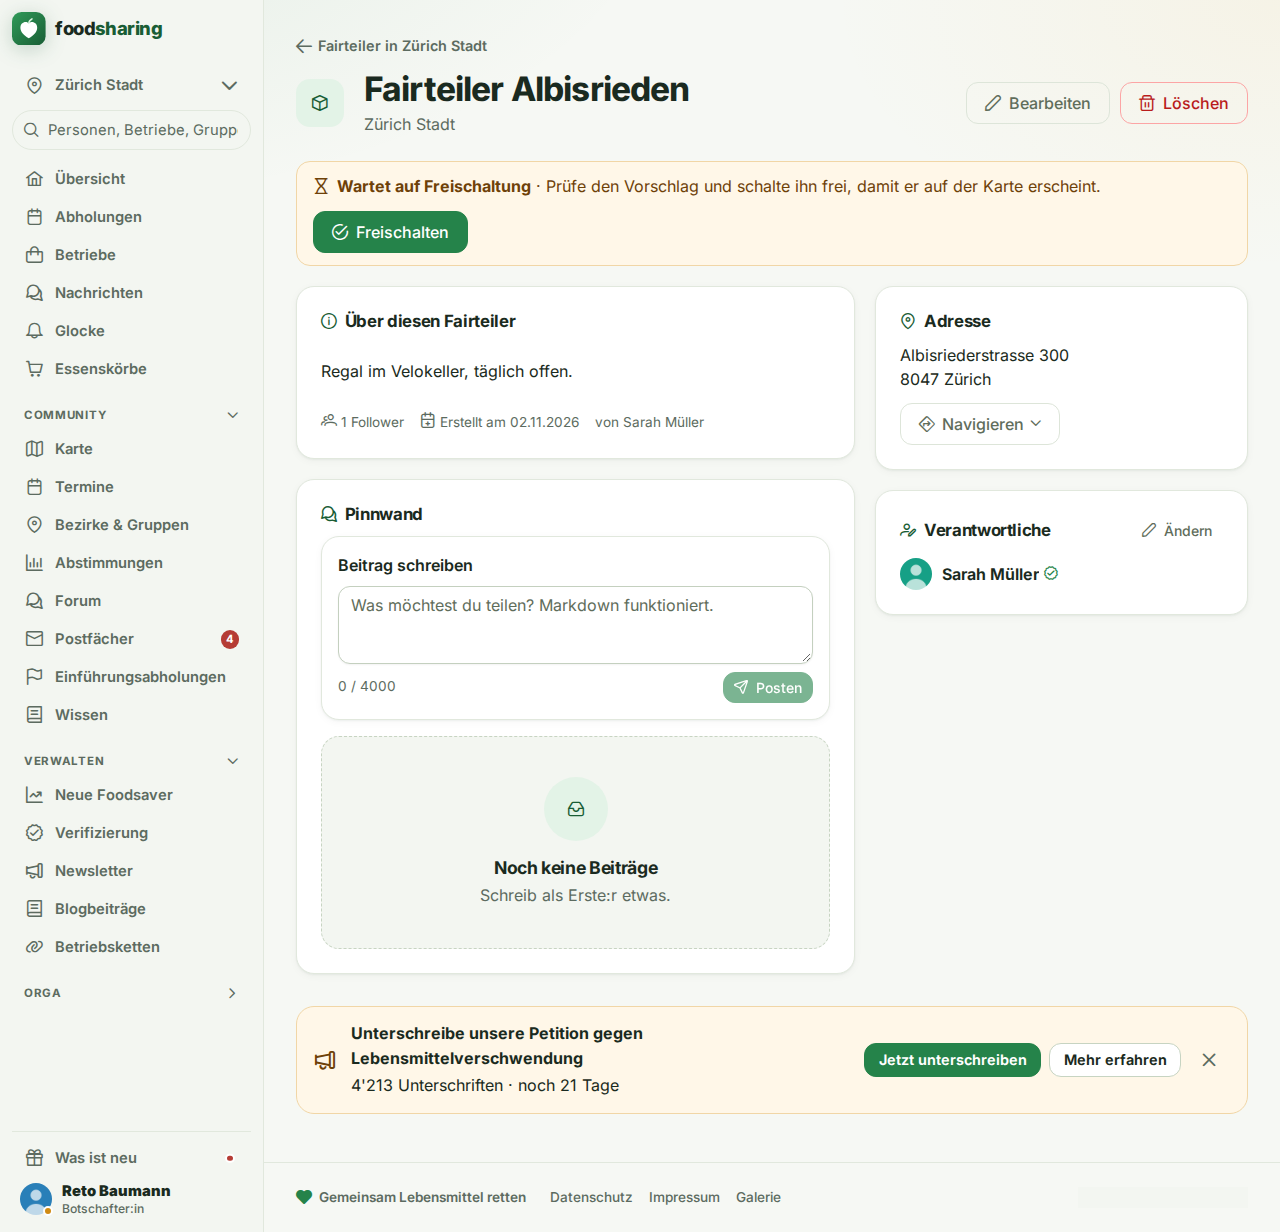 foodsharing
Zürich Stadt
Personen, Betriebe, Grupp
Übersicht
Abholungen
Betriebe
Nachrichten
Glocke
Essenskörbe
COMMUNITY
Karte
Termine
Bezirke & Gruppen
Abstimmungen
Forum
Postfächer 4
Einführungsabholungen
Wissen
VERWALTEN
Neue Foodsaver
Verifizierung
Newsletter
Blogbeiträge
Betriebsketten
ORGA
Was ist neu
Reto Baumann
Botschafter:in
Fairteiler in Zürich Stadt
Fairteiler Albisrieden
Zürich Stadt
Bearbeiten Löschen
Wartet auf Freischaltung · Prüfe den Vorschlag und schalte ihn frei, damit er auf der Karte erscheint.
Freischalten
Über diesen Fairteiler
Regal im Velokeller, täglich offen.
1 Follower Erstellt am 02.11.2026 von Sarah Müller
Pinnwand
Beitrag schreiben
Was möchtest du teilen? Markdown funktioniert.
0 / 4000 Posten
Noch keine Beiträge
Schreib als Erste:r etwas.
Adresse
Albisriederstrasse 300
8047 Zürich
Navigieren
Verantwortliche Ändern
Sarah Müller
Unterschreibe unsere Petition gegen
Lebensmittelverschwendung
4'213 Unterschriften · noch 21 Tage
Jetzt unterschreiben Mehr erfahren
Gemeinsam Lebensmittel retten Datenschutz Impressum Galerie